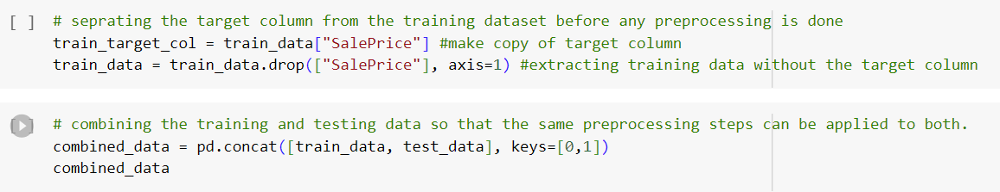 [ ] # seprating the target column from the training dataset before any preprocessing is done
train_target_col = train_data["SalePrice"] #make copy of target column
train_data = train_data.drop(["SalePrice"], axis=1) #extracting training data without the target column
# combining the training and testing data so that the same preprocessing steps can be applied to both.
combined_data = pd.concat([train_data, test_data], keys=[0,1])
combined_data